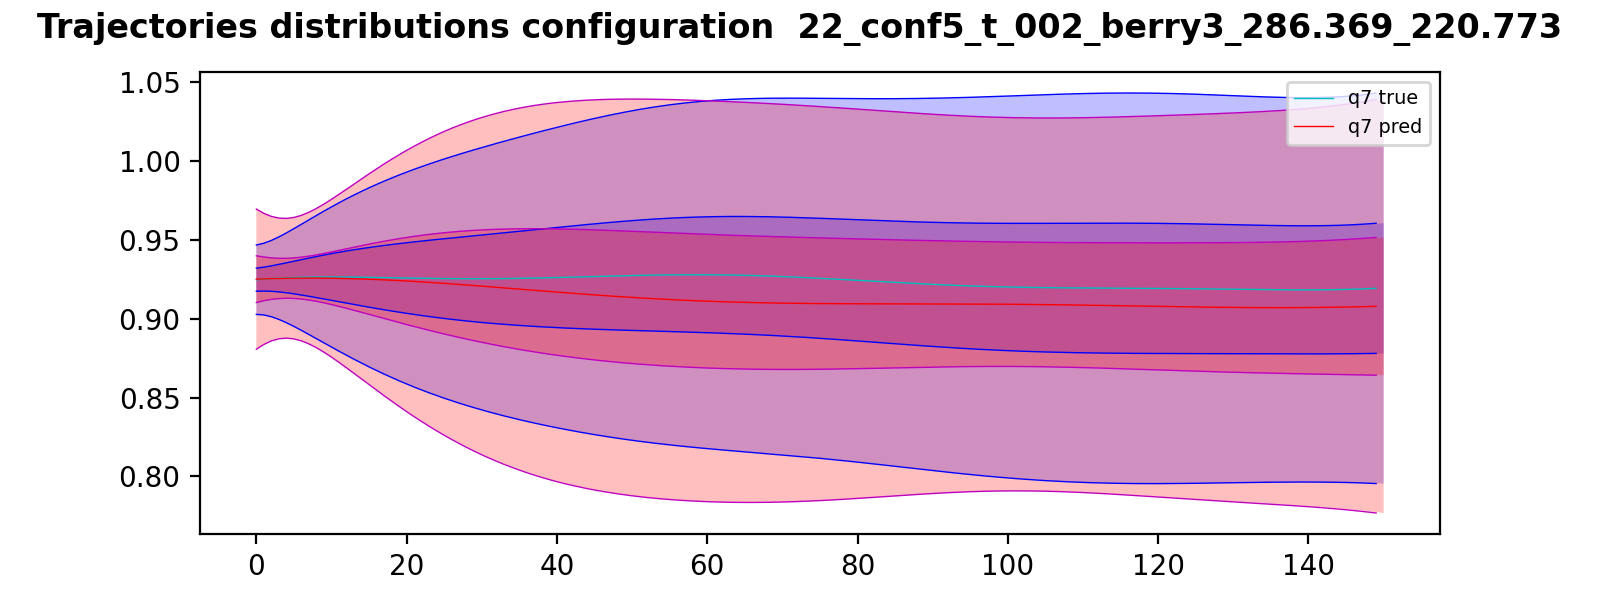 Trajectories distributions configuration  22_conf5_t_002_berry3_286.369_220.773
1.05
1.00
0.95
0.90
0.85
0.80
q7 true
q7 pred
0 20 40 60 80 100 120 140